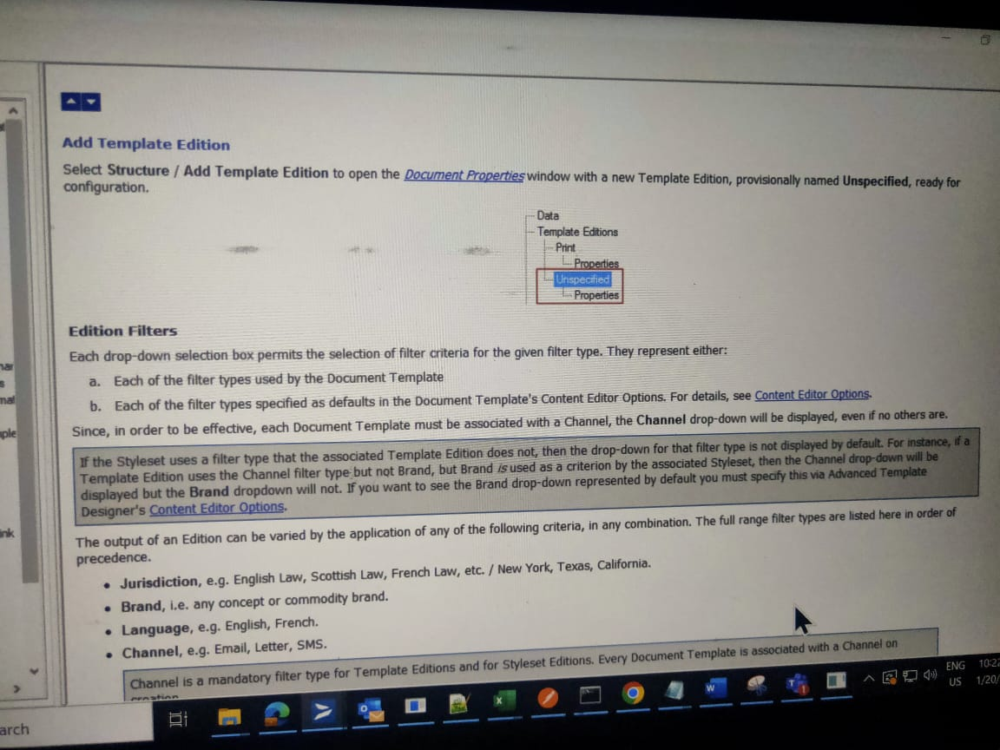 Add Template Edition
Select Structure / Add Template Edition to open the Document Properties window with a new Template Edition, provisionally named Unspecified, ready for
configuration.
Data
Template Editions
Print
Properties
Unspecified
Properties
Edition Filters
Each drop-down selection box permits the selection of filter criteria for the given filter type. They represent either:
a. Each of the filter types used by the Document Template
b. Each of the filter types specified as defaults in the Document Template's Content Editor Options. For details, see Content Editor Options.
Since, in order to be effective, each Document Template must be associated with a Channel, the Channel drop-down will be displayed, even if no others are.
If the Styleset uses a filter type that the associated Template Edition does not, then the drop-down for that filter type is not displayed by default. For instance, if a
Template Edition uses the Channel filter type but not Brand, but Brand is used as a criterion by the associated Styleset, then the Channel drop-down will be
displayed but the Brand dropdown will not. If you want to see the Brand drop-down represented by default you must specify this via Advanced Template
Designer's Content Editor Options.
The output of an Edition can be varied by the application of any of the following criteria, in any combination. The full range filter types are listed here in order of
precedence.
• Jurisdiction, e.g. English Law, Scottish Law, French Law, etc. / New York, Texas, California.
• Brand, i.e. any concept or commodity brand.
• Language, e.g. English, French.
• Channel, e.g. Email, Letter, SMS.
Channel is a mandatory filter type for Template Editions and for Styleset Editions. Every Document Template is associated with a Channel on
creation
ENG
US
10:22
1/20/
arch